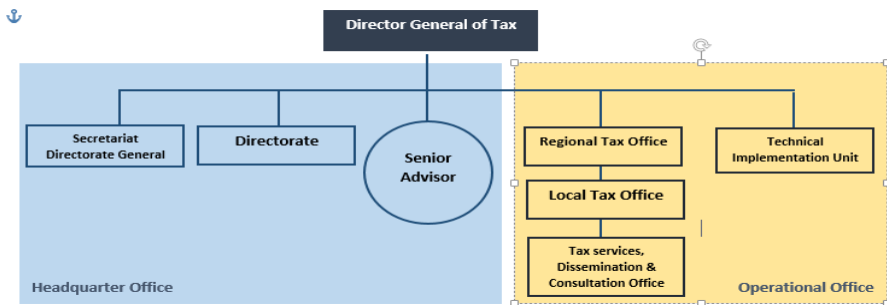 Director General of Tax
Secretariat
Directorate General
Directorate
Senior
Advisor
Regional Tax Office
Technical
Implementation Unit
Local Tax Office
Tax services,
Dissemination &
Consultation Office
Headquarter Office
Operational Office